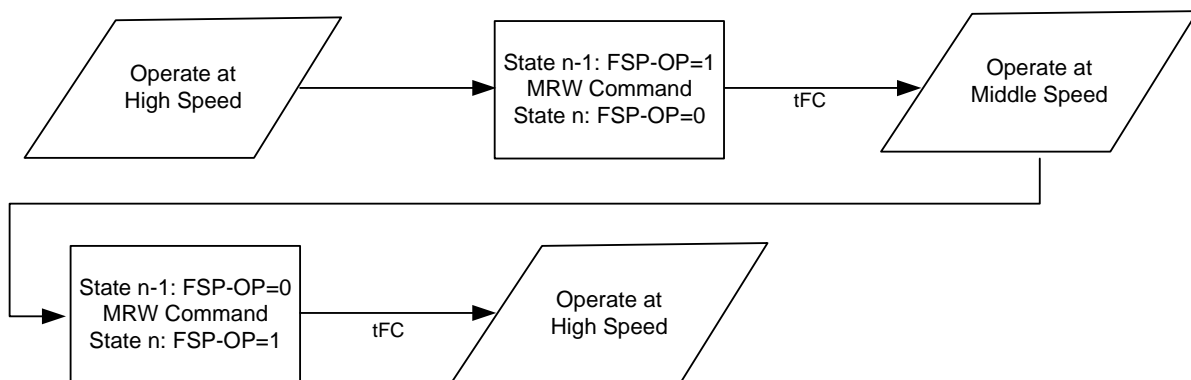 Operate at
High Speed
State n-1: FSP-OP=1
MRW Command
State n: FSP-OP=0
tFC
Operate at
Middle Speed
State n-1: FSP-OP=0
MRW Command
State n: FSP-OP=1
tFC
Operate at
High Speed